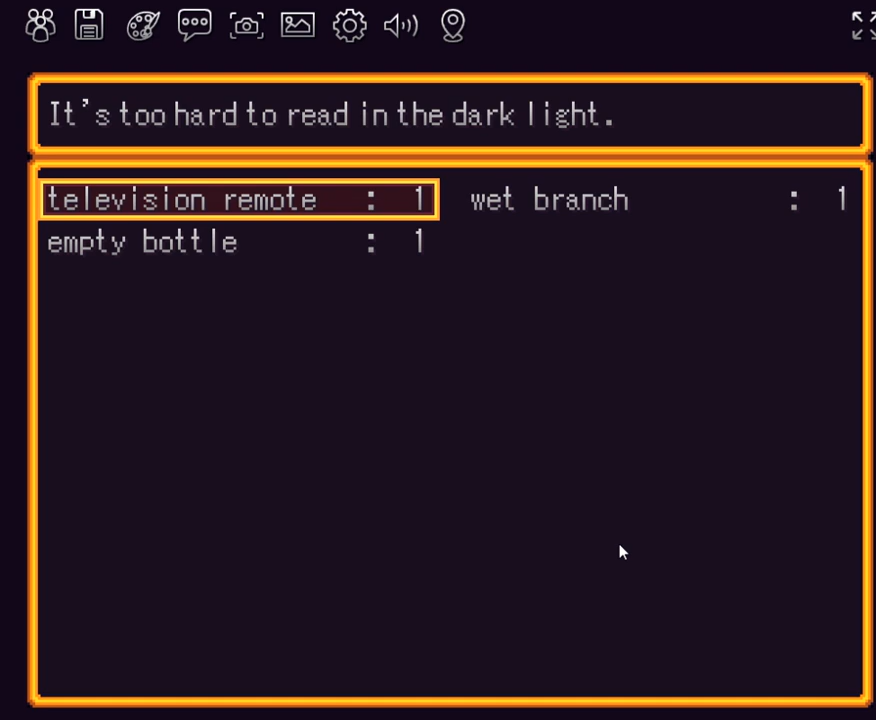 It's too hard to read in the dark light.
television remote : 1 wet branch : 1
empty bottle : 1